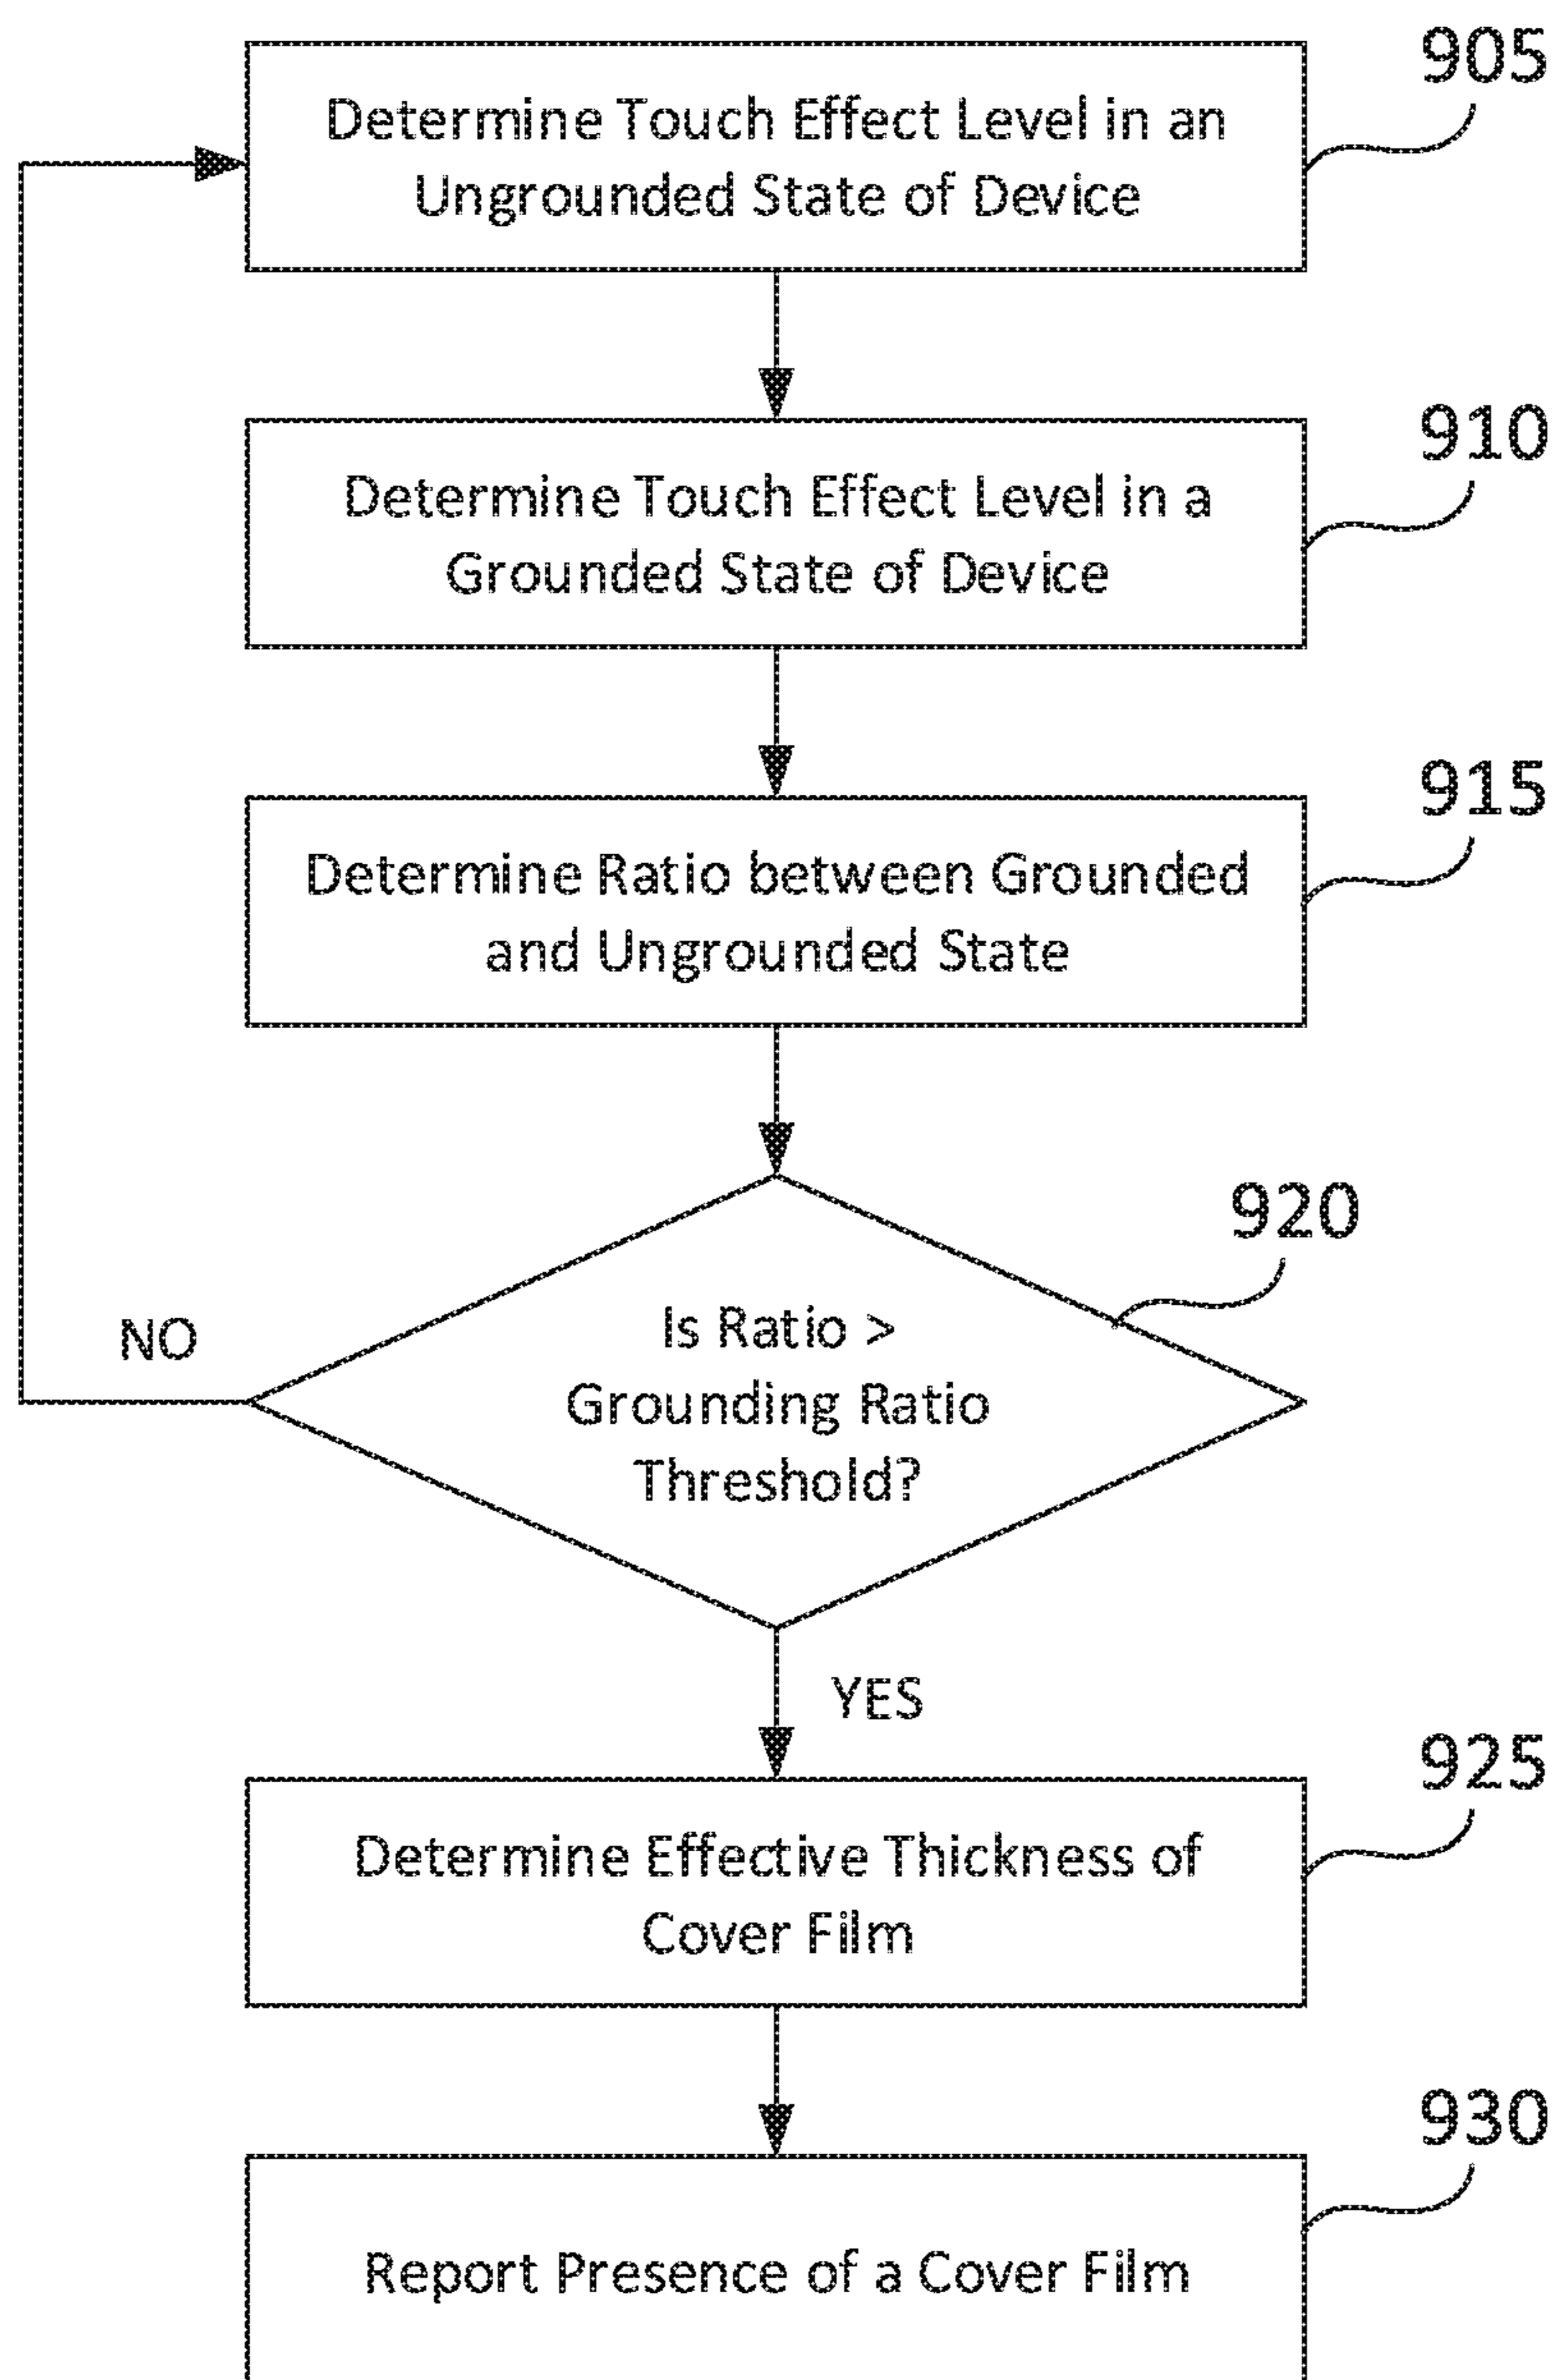 905
Determine Touch Effect Level in an
Ungrounded State of Device
910
Determine Touch Effect Level in a
Grounded State of Device
915
Determine Ratio between Grounded
and Ungrounded State
920
Is Ratio >
Grounding Ratio
Threshold?
NO
YES
925
Determine Effective Thickness of
Cover Film
930
Report Presence of a Cover Film